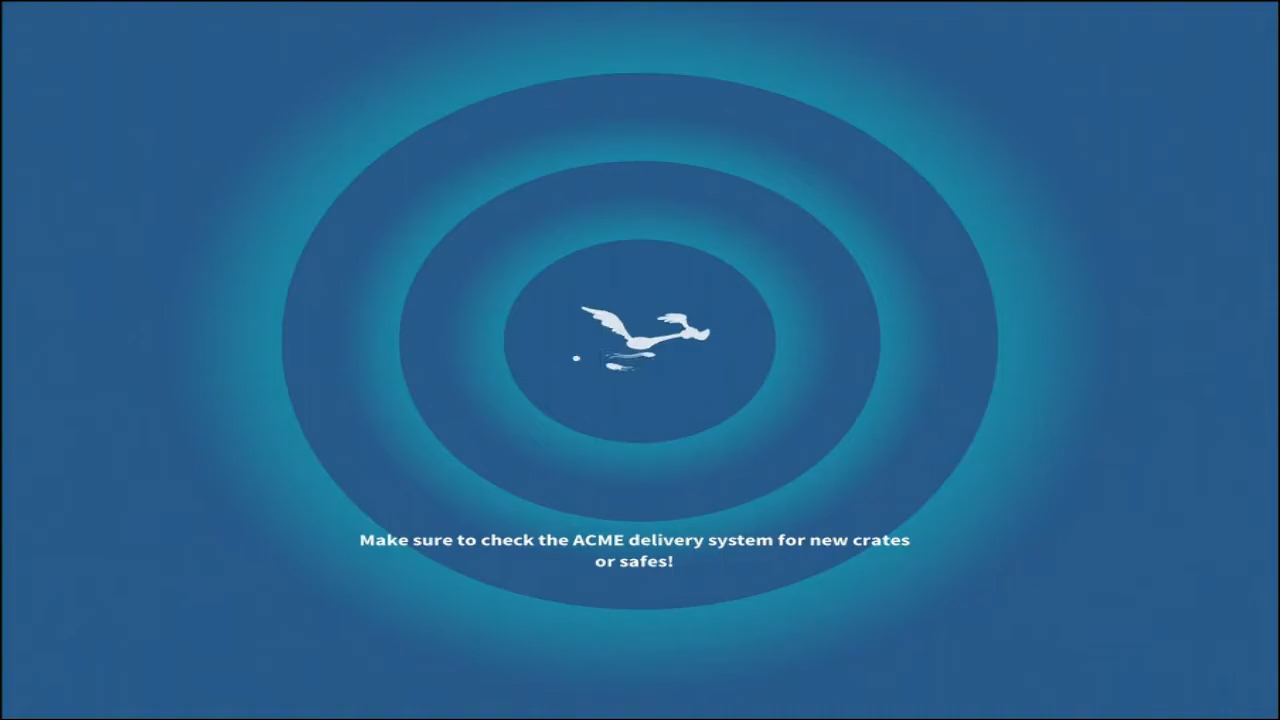 Make sure to check the ACME delivery system for new crates
or safes!